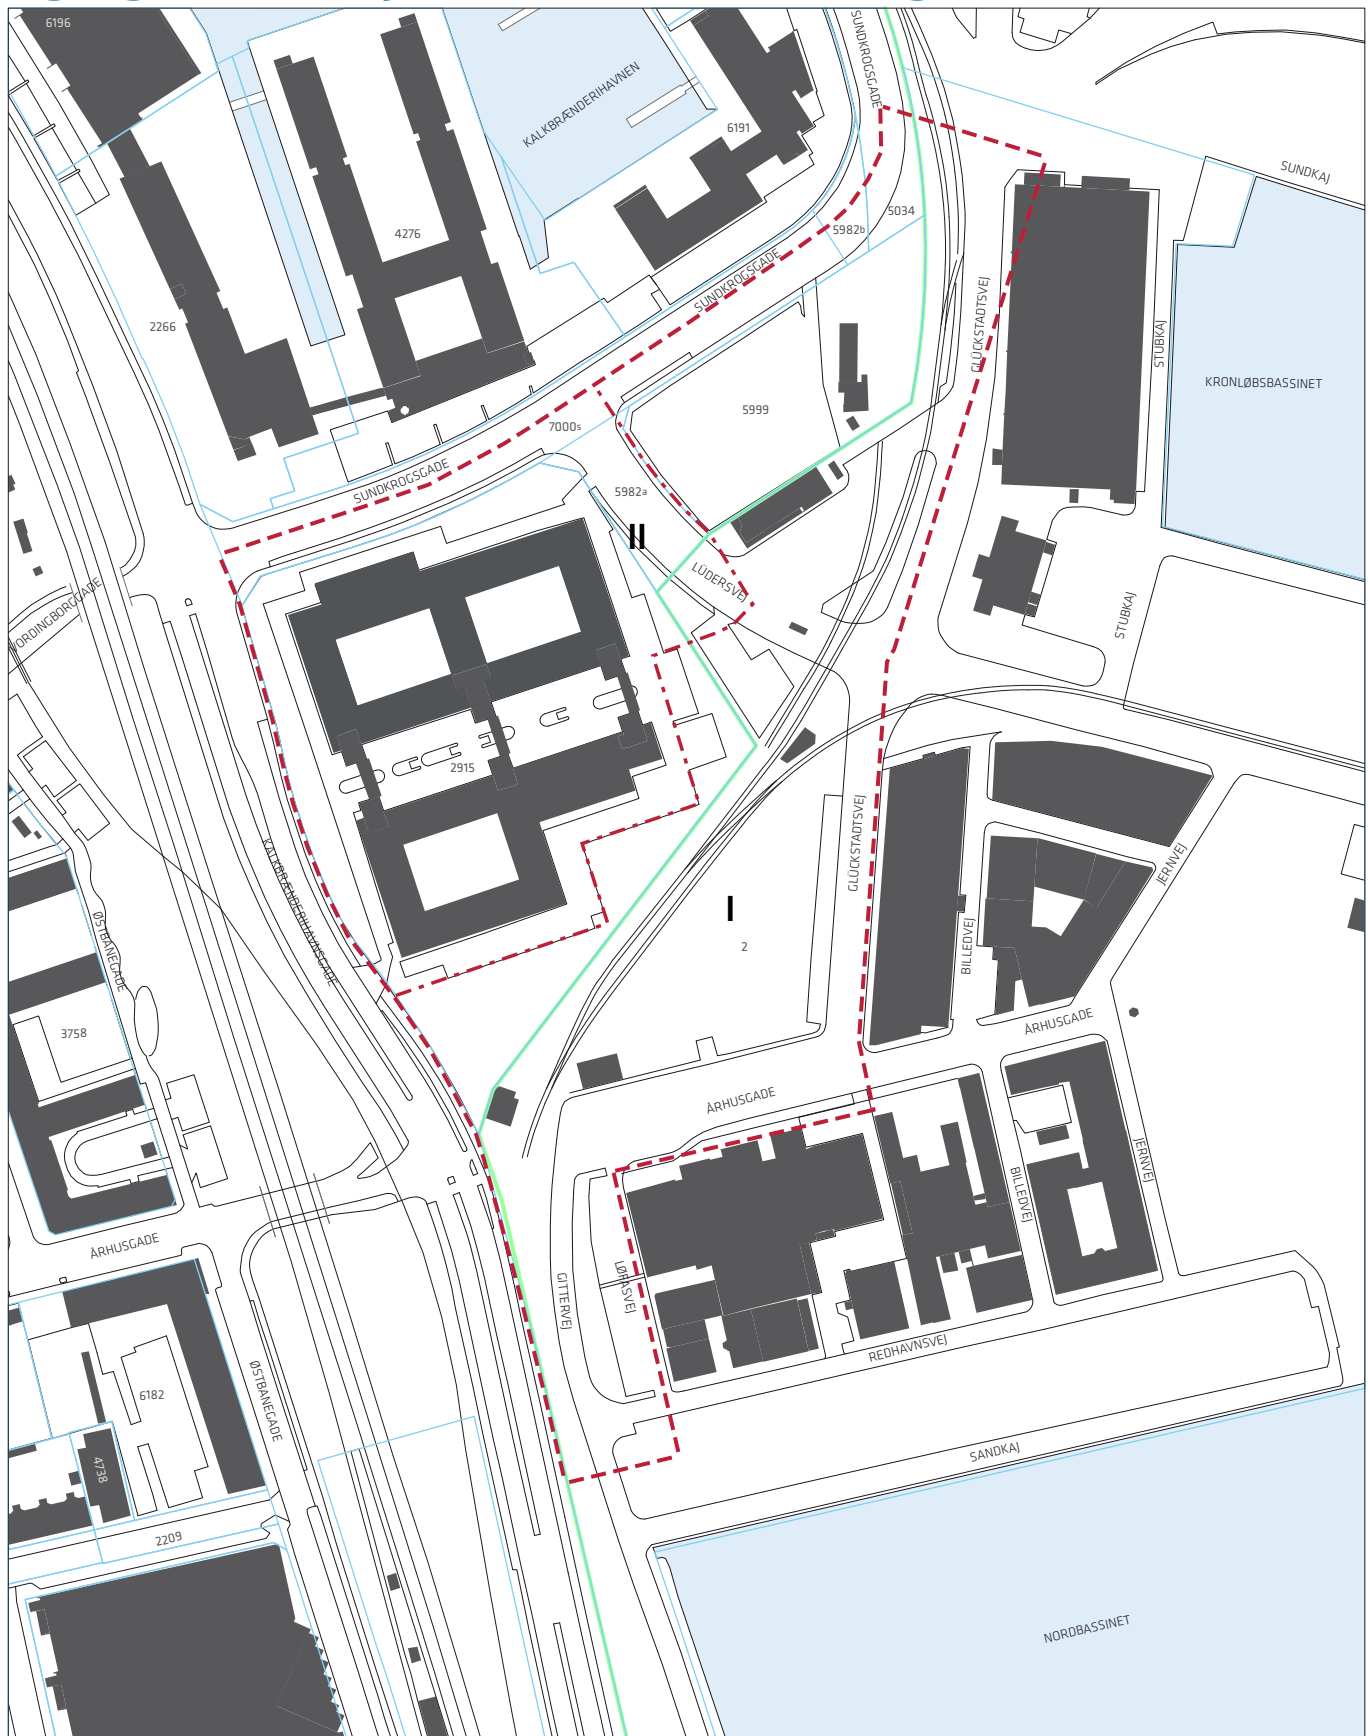 6196
SUNDKROGSGADE
KALKBRÆNDERIHAVNEN
6191
SUNDKAJ
5034
4276
5982b
SUNDKROGSGADE
2266
GLÜCKSTADTSVEJ
STUBKAJ
KRONLØBSBASSINET
5999
7000s
SUNDKROGSGADE
5982a
II
LÜDERSVEJ
VORDINGBORGGADE
STUBKAJ
2915
GLÜCKSTADTSVEJ
JERNVEJ
KALKBRÆNDERIHAVNSGADE
I
ØSTBANEGADE
BILLEDVEJ
2
3758
ÅRHUSGADE
ÅRHUSGADE
JERNVEJ
BILLEDVEJ
ÅRHUSGADE
LØFASVEJ
GITTERVEJ
REDHAVNSVEJ
ØSTBANEGADE
6182
SANDKAJ
4738
2209
NORDBASSINET